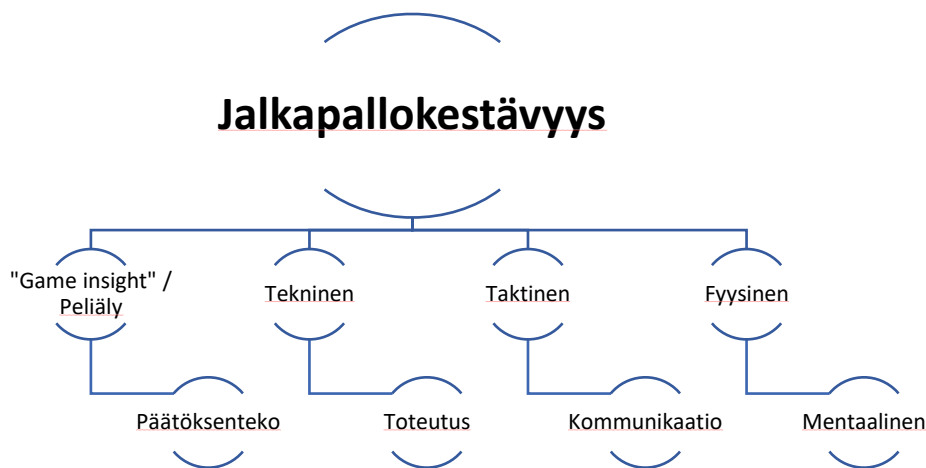 Jalkapallokestävyys
"Game insight" /
Peliäly
Tekninen
Taktinen
Fyysinen
Päätöksenteko
Toteutus
Kommunikaatio
Mentaalinen